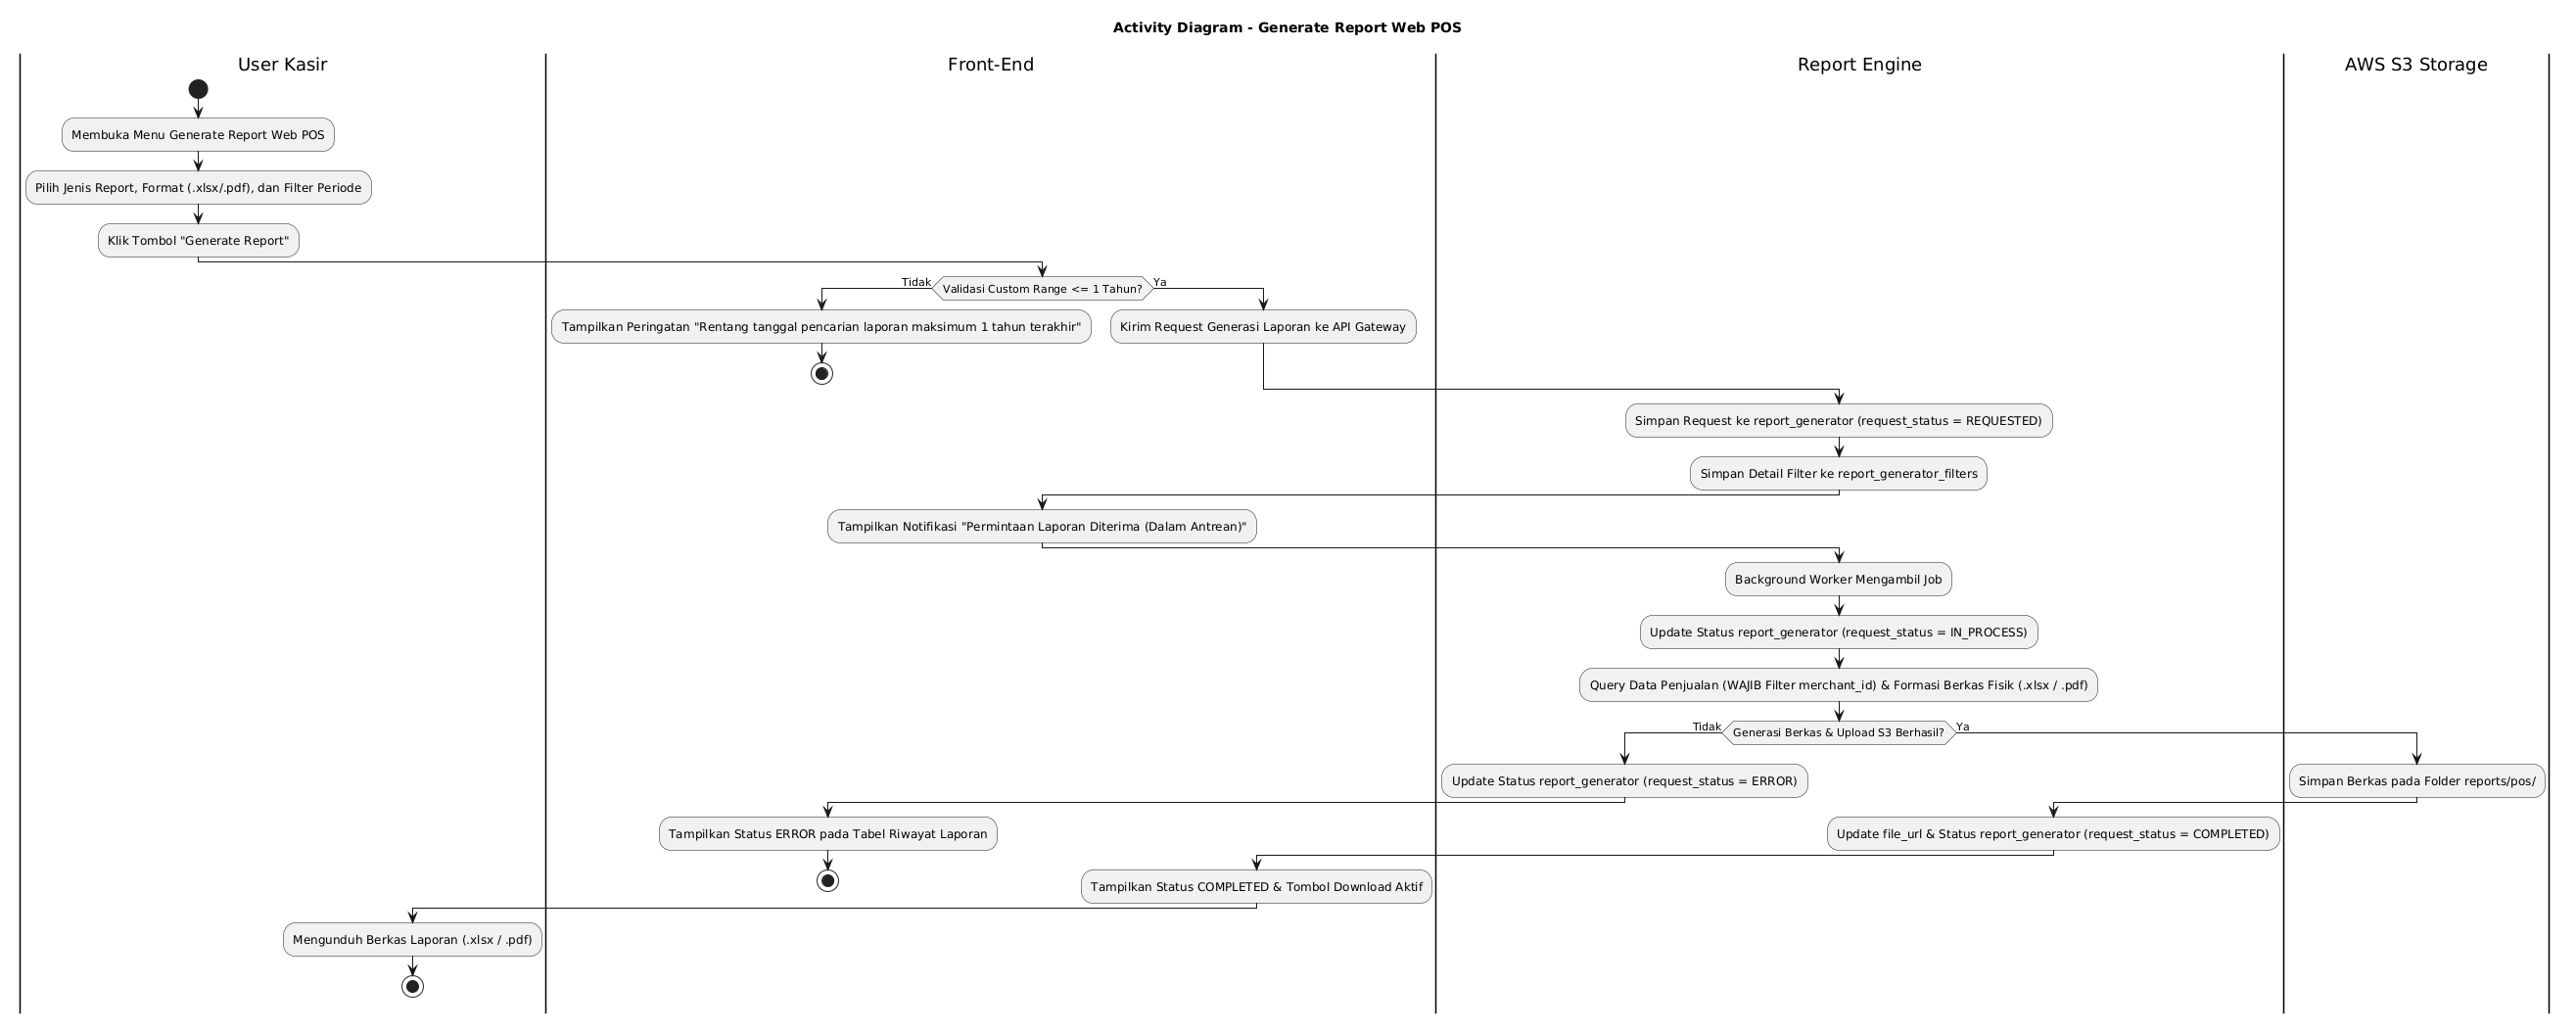 Activity Diagram - Generate Report Web POS
User Kasir
Front-End
Report Engine
AWS S3 Storage
Membuka Menu Generate Report Web POS
Pilih Jenis Report, Format (.xlsx/.pdf), dan Filter Periode
Klik Tombol "Generate Report"
Tidak
Validasi Custom Range <= 1 Tahun?
Ya
Tampilkan Peringatan "Rentang tanggal pencarian laporan maksimum 1 tahun terakhir"
Kirim Request Generasi Laporan ke API Gateway
Simpan Request ke report_generator (request_status = REQUESTED)
Simpan Detail Filter ke report_generator_filters
Tampilkan Notifikasi "Permintaan Laporan Diterima (Dalam Antrean)"
Background Worker Mengambil Job
Update Status report_generator (request_status = IN_PROCESS)
Query Data Penjualan (WAJIB Filter merchant_id) & Formasi Berkas Fisik (.xlsx / .pdf)
Tidak
Generasi Berkas & Upload S3 Berhasil?
Ya
Update Status report_generator (request_status = ERROR)
Simpan Berkas pada Folder reports/pos/
Tampilkan Status ERROR pada Tabel Riwayat Laporan
Update file_url & Status report_generator (request_status = COMPLETED)
Tampilkan Status COMPLETED & Tombol Download Aktif
Mengunduh Berkas Laporan (.xlsx / .pdf)